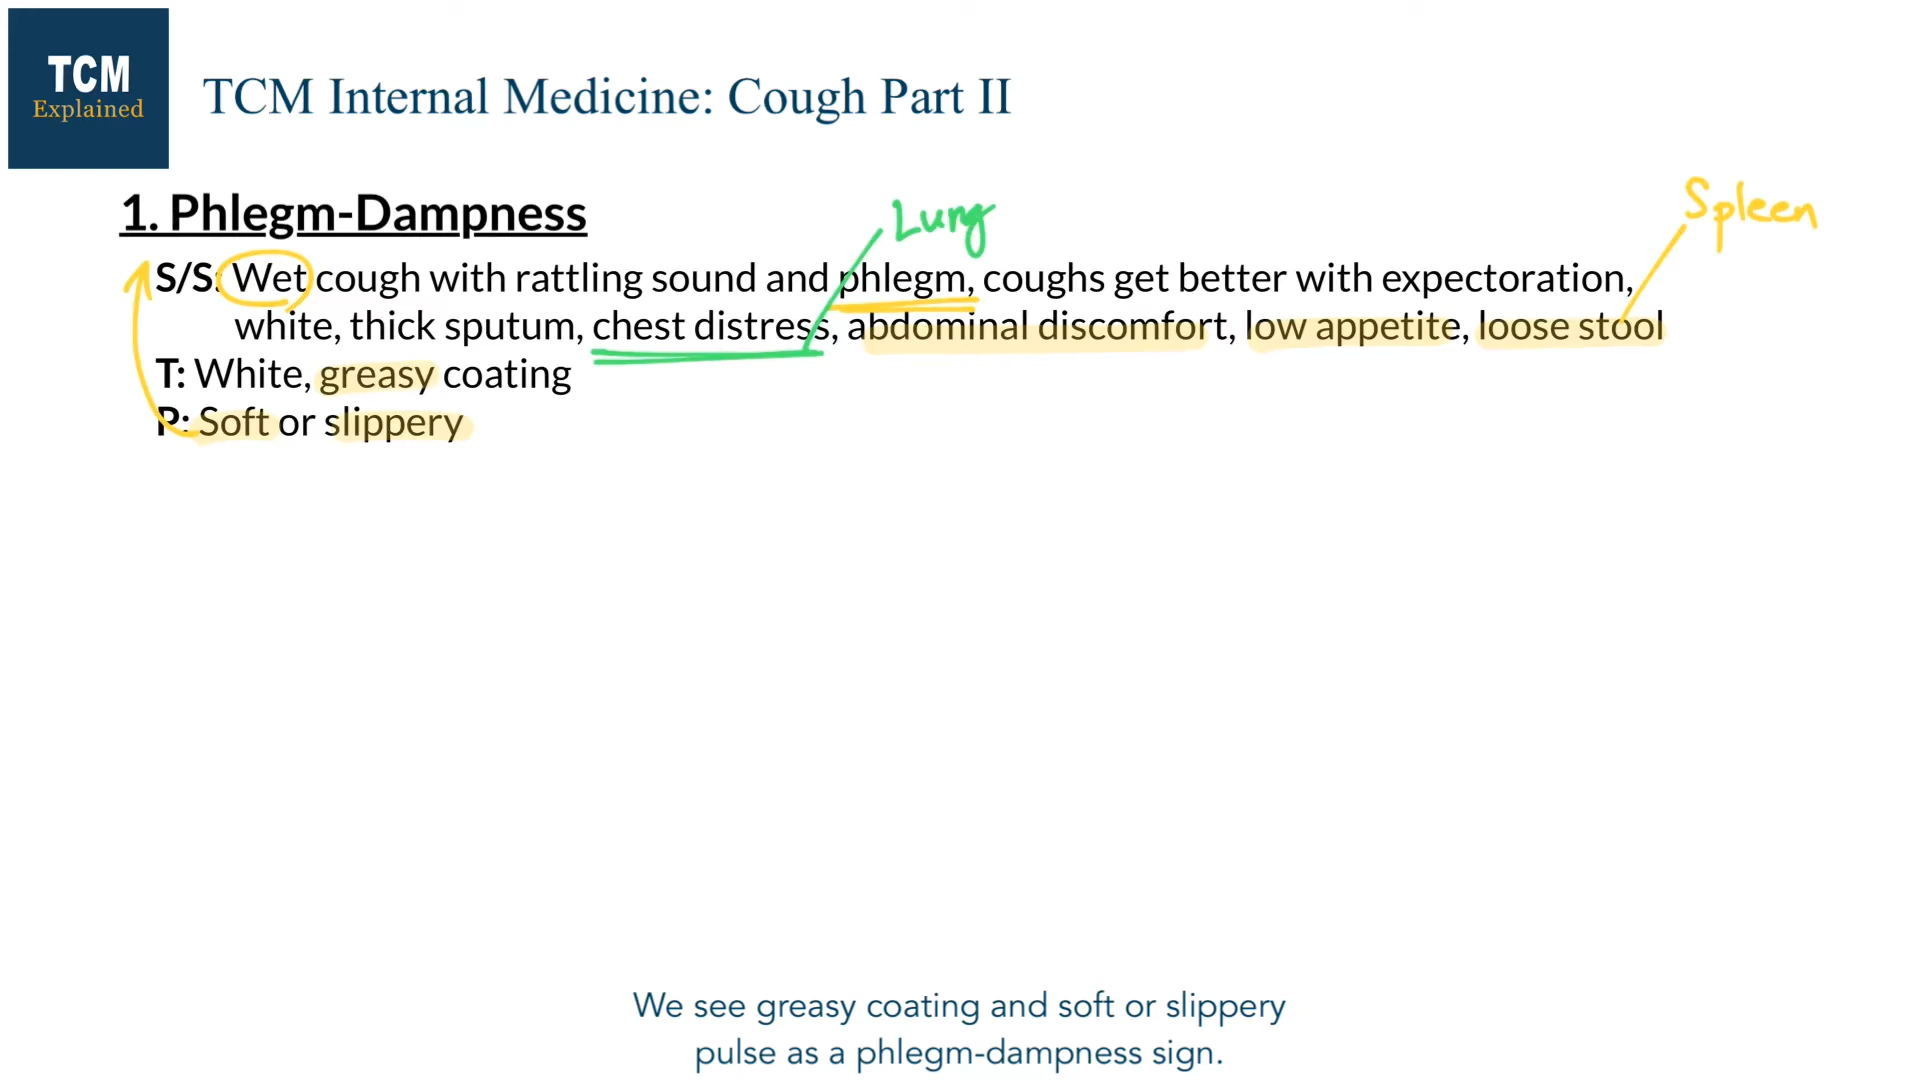 TCM
Explained
TCM Internal Medicine: Cough Part II
1. Phlegm-Dampness
Lung
Spleen
S/S: Wet cough with rattling sound and phlegm, coughs get better with expectoration,
white, thick sputum, chest distress, abdominal discomfort, low appetite, loose stool
T: White, greasy coating
P: Soft or slippery
We see greasy coating and soft or slippery
pulse as a phlegm-dampness sign.